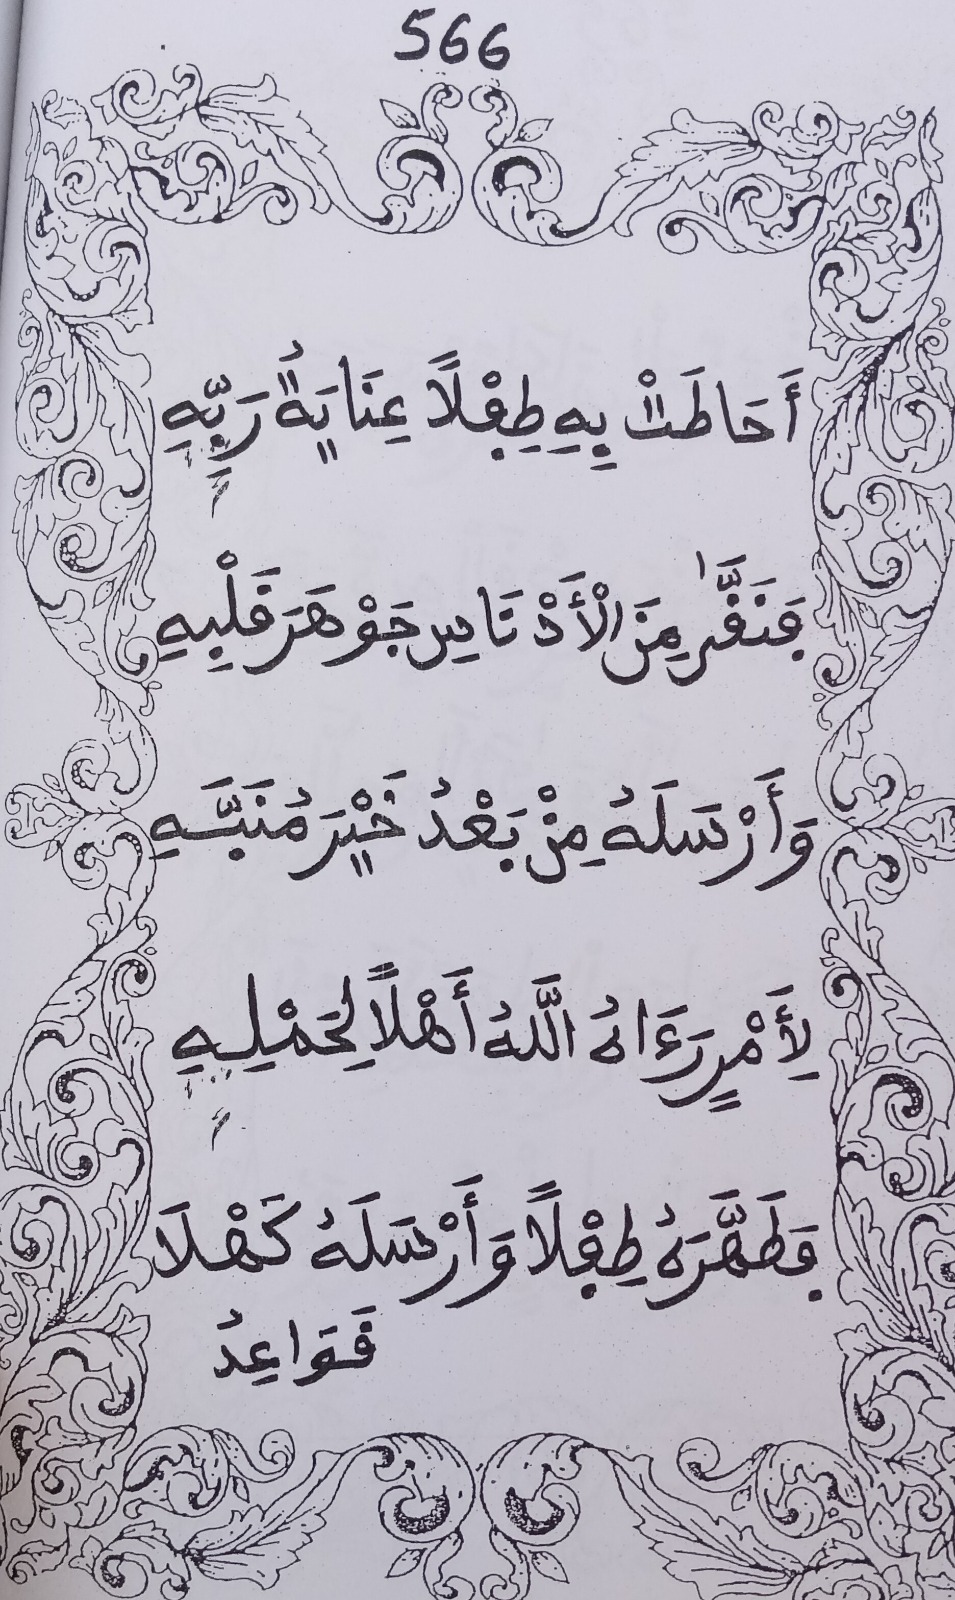 566
أَحَاطَتْ بِهِ طِفْلًا عِنَايَةُ رَبِّهِ
فَنَقَّىٰ مِنَ الْأَدْنَاسِ جَوْهَرَ قَلْبِهِ
وَأَرْسَلَهُ مِنْ بَعْدُ خَيْرَ مُنَبَّهِ
لِأَمْرٍ رَءَاهُ اللَّهُ أَهْلًا لِحَمْلِهِ
فَطَهَّرَهُ طِفْلًا وَأَرْسَلَهُ كَهْلَا
قَوَاعِدُ